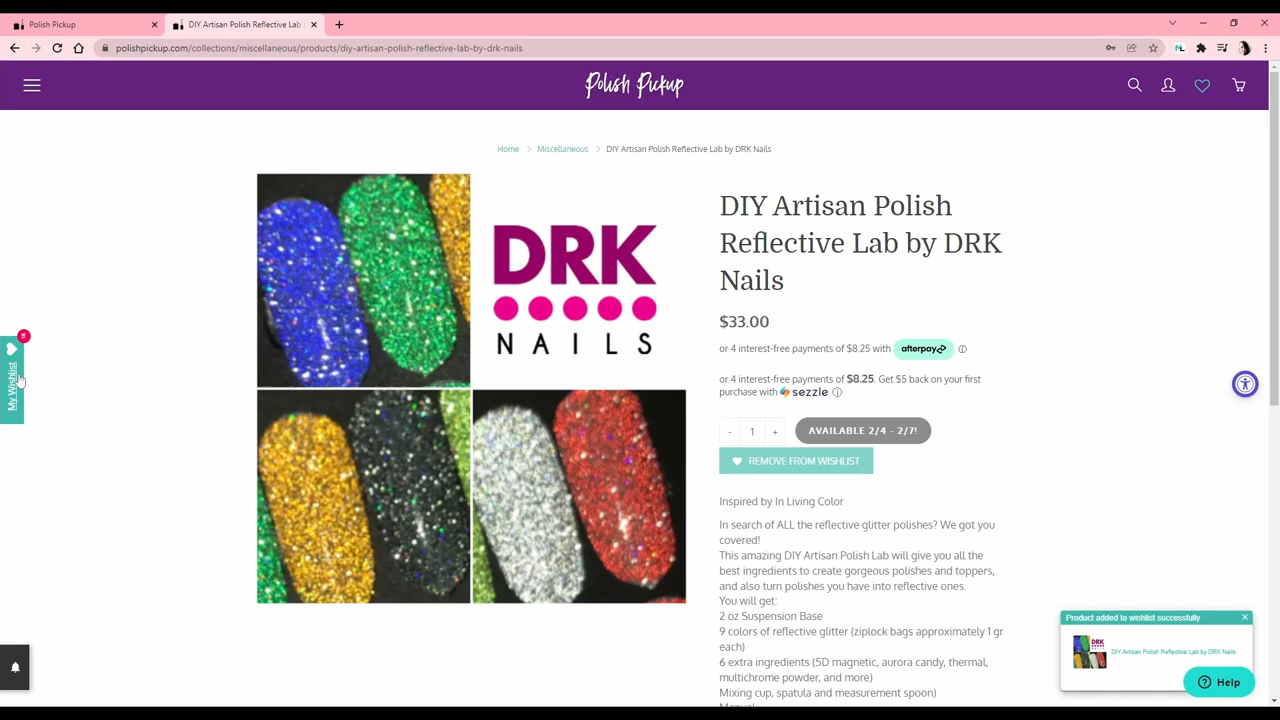 Polish Pickup
DIY Artisan Polish Reflective Lab
polishpickup.com/collections/miscellaneous/products/diy-artisan-polish-reflective-lab-by-drk-nails
Polish Pickup
Home > Miscellaneous > DIY Artisan Polish Reflective Lab by DRK Nails
DRK
NAILS
DIY Artisan Polish
Reflective Lab by DRK
Nails
$33.00
or 4 interest-free payments of $8.25 with afterpay
or 4 interest-free payments of $8.25. Get $5 back on your first
purchase with sezzle
- 1 + AVAILABLE 2/4 - 2/7!
REMOVE FROM WISHLIST
My Wishlist
Inspired by In Living Color
In search of ALL the reflective glitter polishes? We got you
covered!
This amazing DIY Artisan Polish Lab will give you all the
best ingredients to create gorgeous polishes and toppers,
and also turn polishes you have into reflective ones.
You will get:
2 oz Suspension Base
9 colors of reflective glitter (ziplock bags approximately 1 gr
each)
6 extra ingredients (5D magnetic, aurora candy, thermal,
multichrome powder, and more)
Mixing cup, spatula and measurement spoon)
Product added to wishlist successfully
DRK
DIY Artisan Polish Reflective Lab by DRK Nails
Help